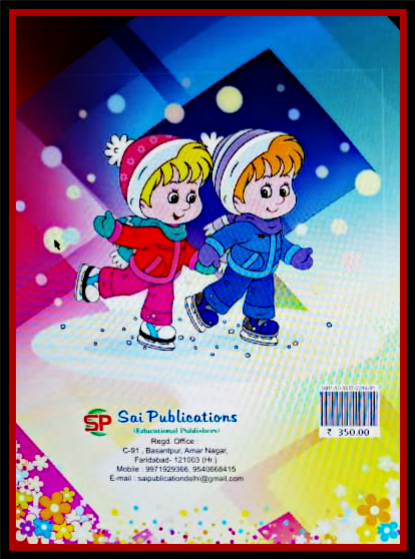 SP Sai Publications
(Educational Publishers)
Regd. Office :
C-91 , Basantpur, Amar Nagar,
Faridabad- 121003 (Hr.)
Mobile : 9971929366, 9540668415
E-mail : saipublicationdelhi@gmail.com
₹ 350.00